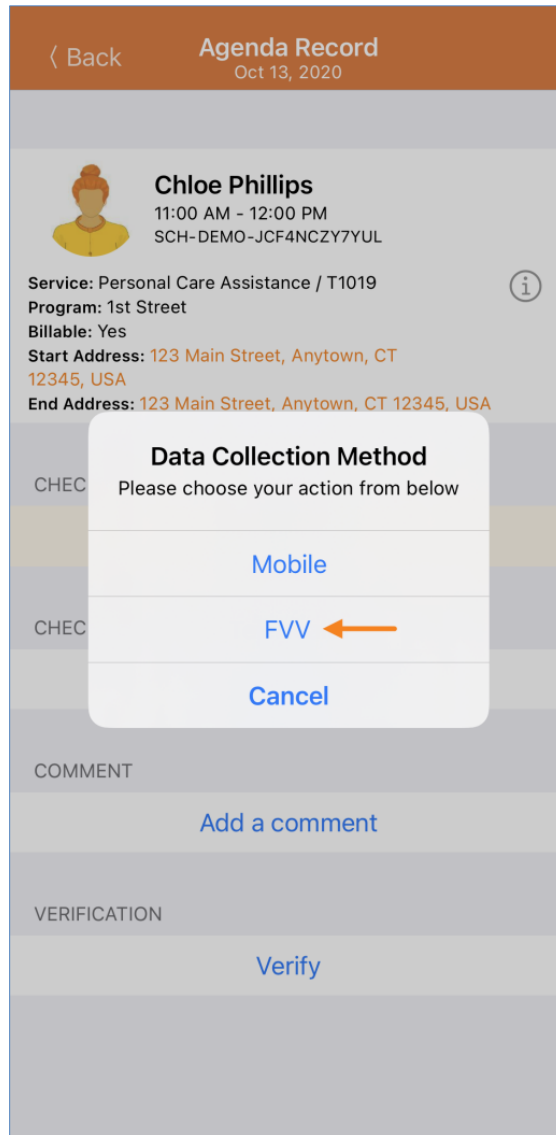 Back
Agenda Record
Oct 13, 2020
Chloe Phillips
11:00 AM - 12:00 PM
SCH-DEMO-JCF4NCZY7YUL
Service: Personal Care Assistance / T1019
Program: 1st Street
Billable: Yes
Start Address: 123 Main Street, Anytown, CT
12345, USA
End Address: 123 Main Street, Anytown, CT 12345, USA
Data Collection Method
CHEC
Please choose your action from below
Mobile
CHEC
FVV
Cancel
COMMENT
Add a comment
VERIFICATION
Verify